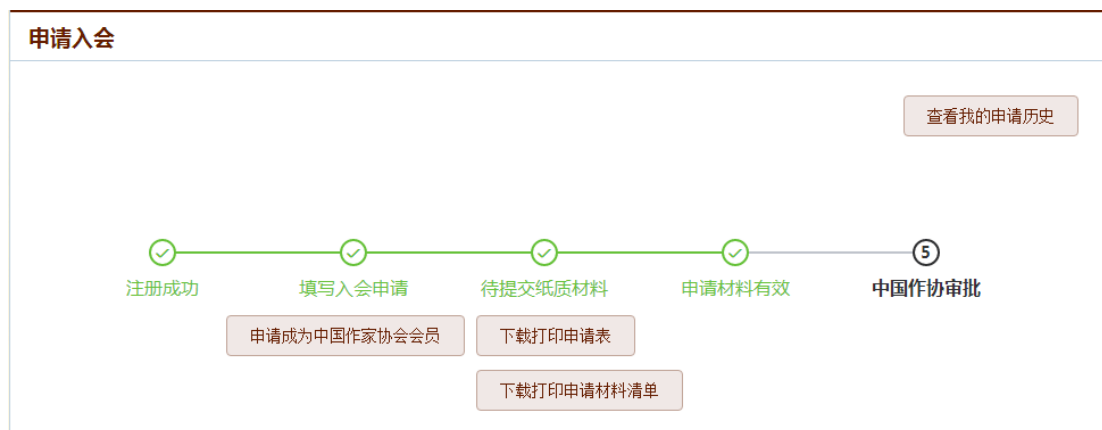 申请入会
查看我的申请历史
5
注册成功
填写入会申请
待提交纸质材料
申请材料有效
中国作协审批
申请成为中国作家协会会员
下载打印申请表
下载打印申请材料清单